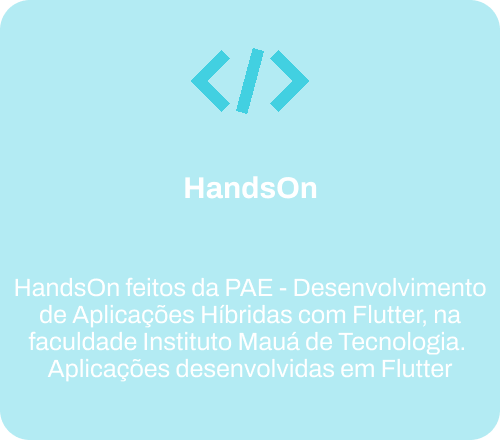 HandsOn
HandsOn feitos da PAE - Desenvolvimento
de Aplicações Híbridas com Flutter, na
faculdade Instituto Mauá de Tecnologia.
Aplicações desenvolvidas em Flutter